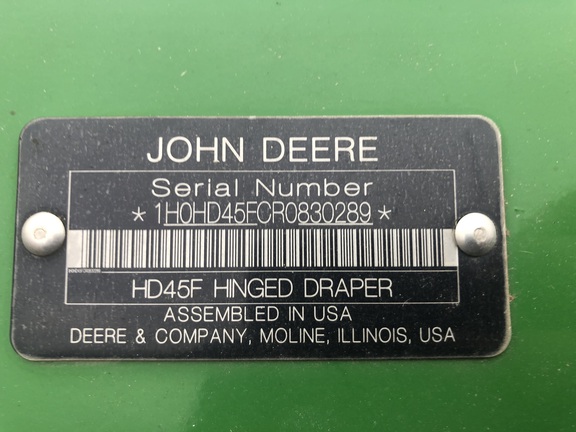 JOHN DEERE
Serial Number
*1H0HD45FCR0830289*
HD45F HINGED DRAPER
ASSEMBLED IN USA
DEERE & COMPANY, MOLINE, ILLINOIS, USA